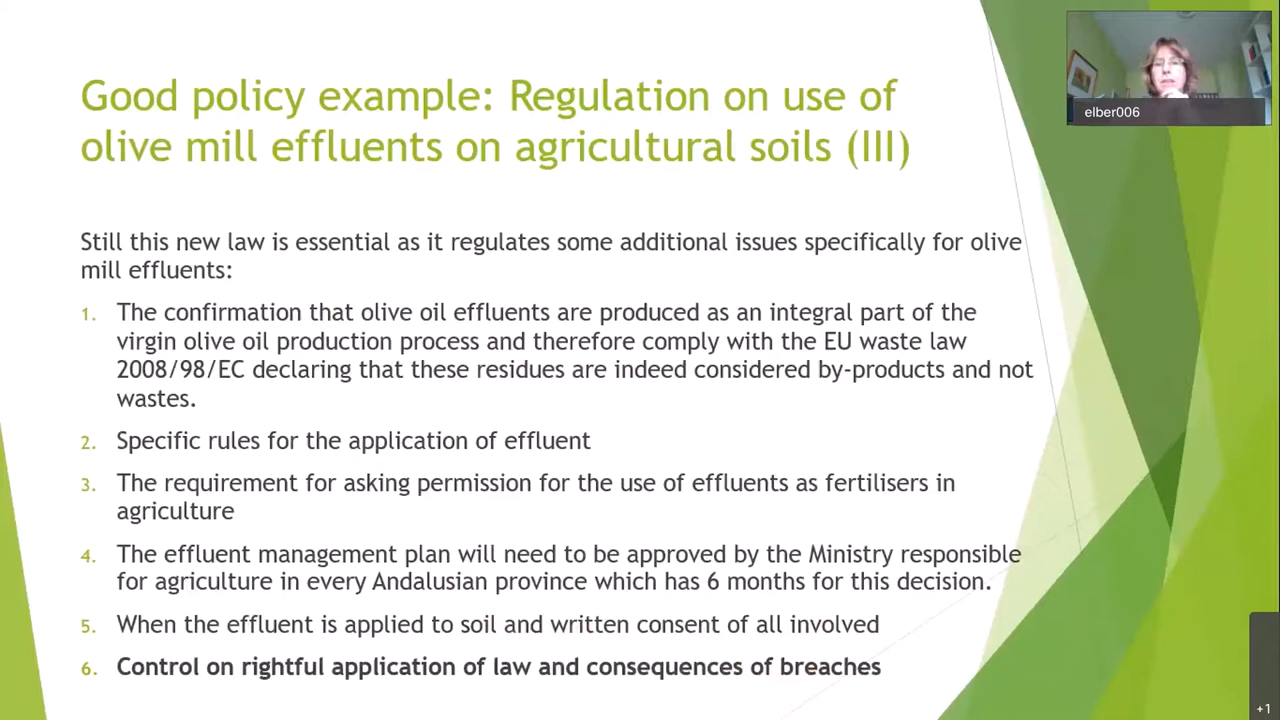 Good policy example: Regulation on use of
olive mill effluents on agricultural soils (III)
elber006
Still this new law is essential as it regulates some additional issues specifically for olive
mill effluents:
1. The confirmation that olive oil effluents are produced as an integral part of the
virgin olive oil production process and therefore comply with the EU waste law
2008/98/EC declaring that these residues are indeed considered by-products and not
wastes.
2. Specific rules for the application of effluent
3. The requirement for asking permission for the use of effluents as fertilisers in
agriculture
4. The effluent management plan will need to be approved by the Ministry responsible
for agriculture in every Andalusian province which has 6 months for this decision.
5. When the effluent is applied to soil and written consent of all involved
6. Control on rightful application of law and consequences of breaches
+1